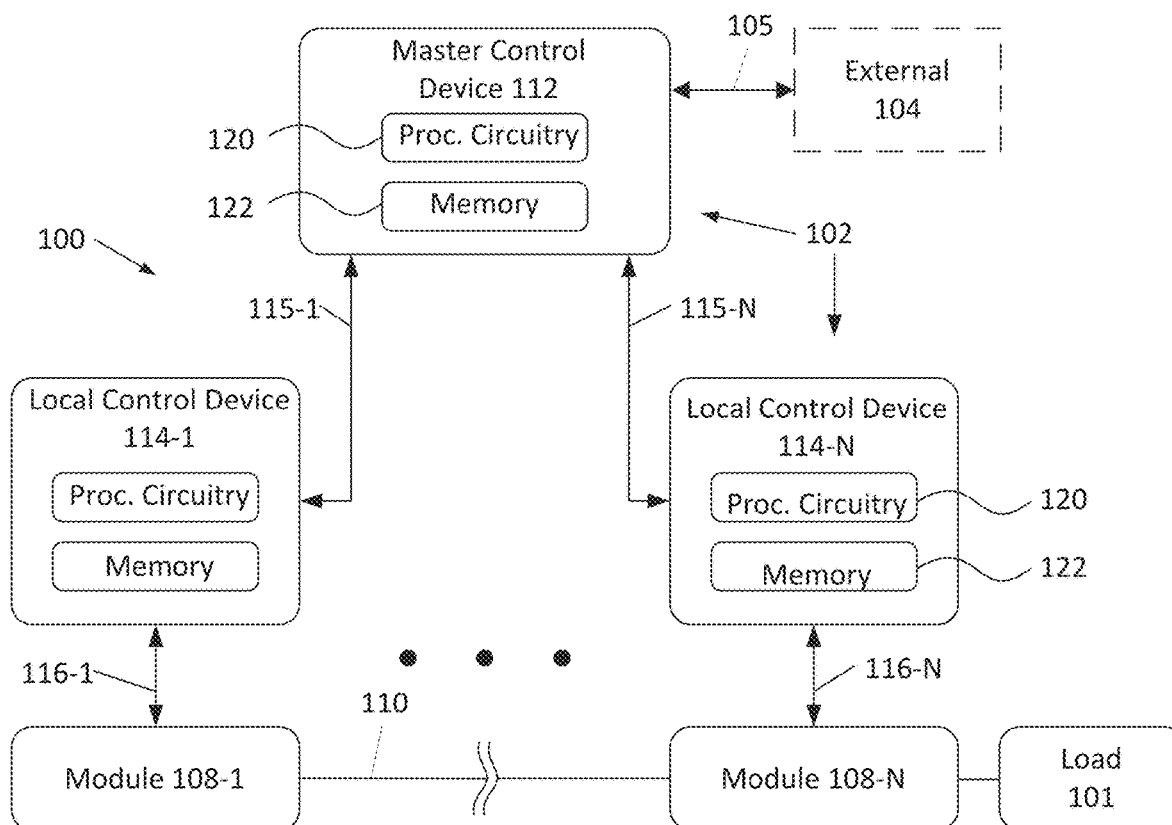 105
Master Control
Device 112
External
104
120
Proc. Circuitry
122
Memory
100
102
115-1
115-N
Local Control Device
114-1
Proc. Circuitry
Memory
Local Control Device
114-N
Proc. Circuitry
120
Memory
122
116-1
116-N
110
Module 108-1
Module 108-N
Load
101